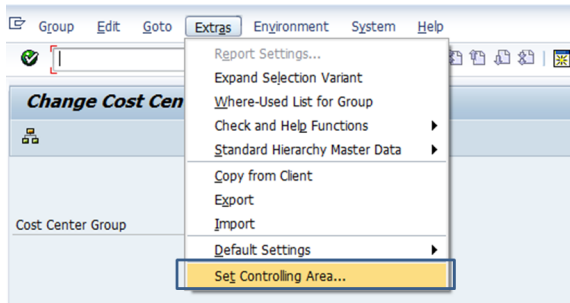 Group Edit Goto Extras Environment System Help
Report Settings...
Expand Selection Variant
Change Cost Cen
Where-Used List for Group
Check and Help Functions
Standard Hierarchy Master Data
Copy from Client
Export
Cost Center Group
Import
Default Settings
Set Controlling Area...